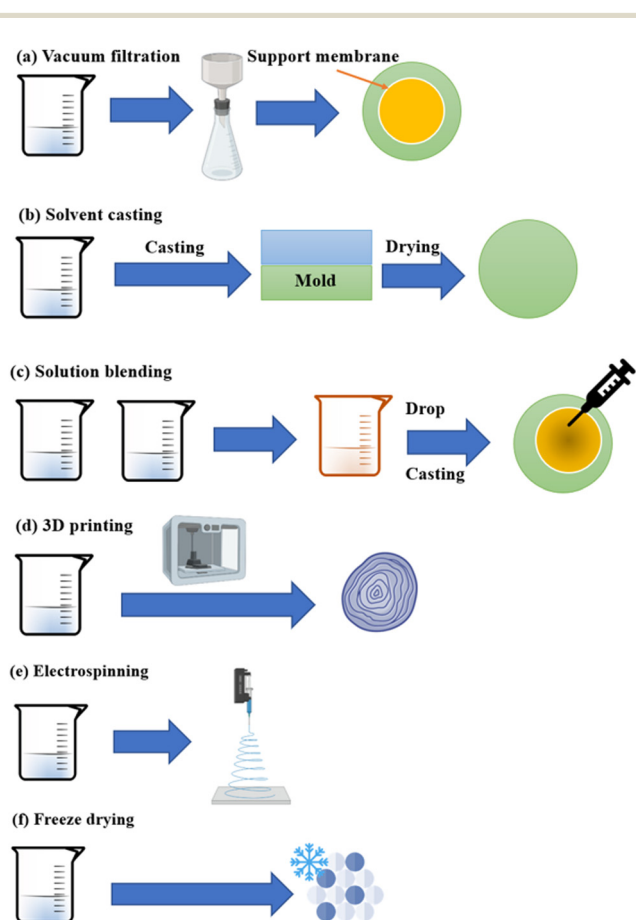 (a) Vacuum filtration
Support membrane
(b) Solvent casting
Casting
Mold
Drying
(c) Solution blending
Drop
Casting
(d) 3D printing
(e) Electrospinning
(f) Freeze drying